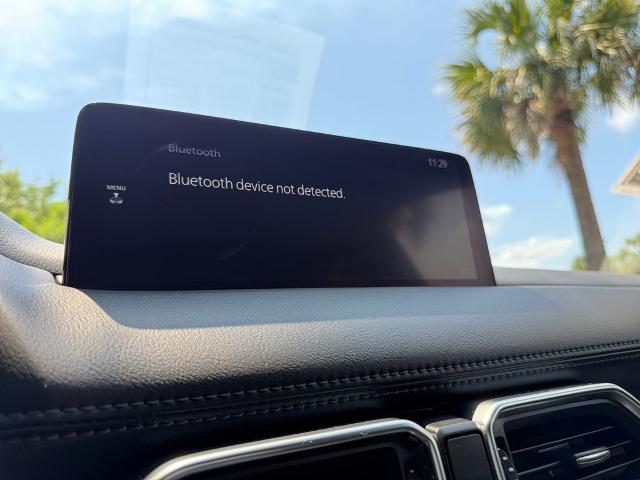 Bluetooth
11:29
MENU
Bluetooth device not detected.